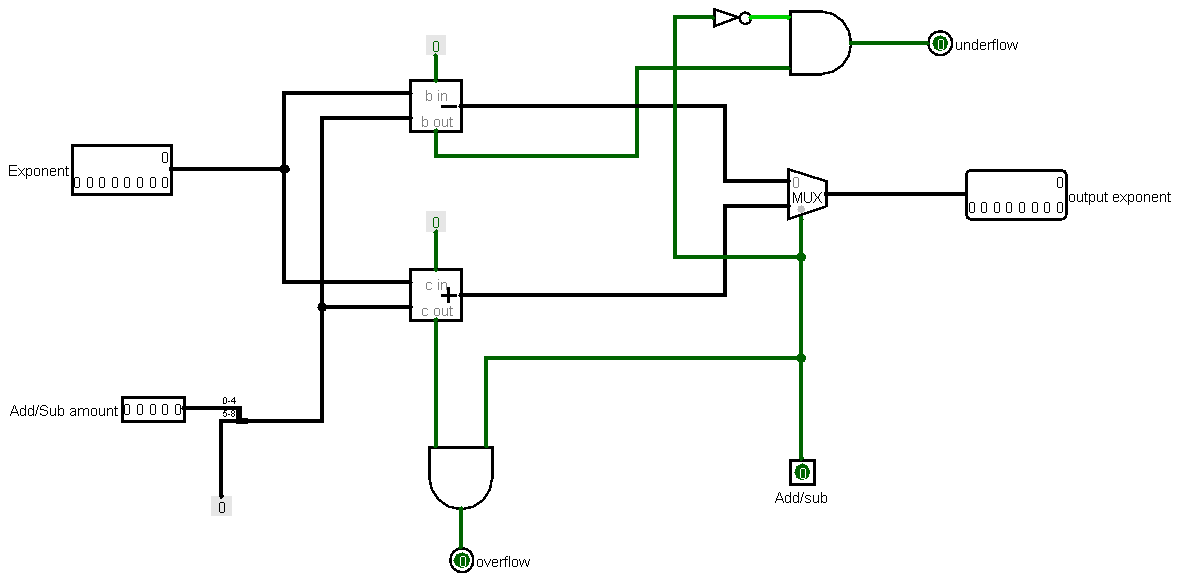 0
underflow
b in
b out
Exponent
0
0 0 0 0 0 0 0 0
0
MUX
0
0 0 0 0 0 0 0 0
output exponent
0
c in
c out
Add/Sub amount
0 0 0 0 0
0-4
5-8
0
0
Add/sub
0
overflow
0